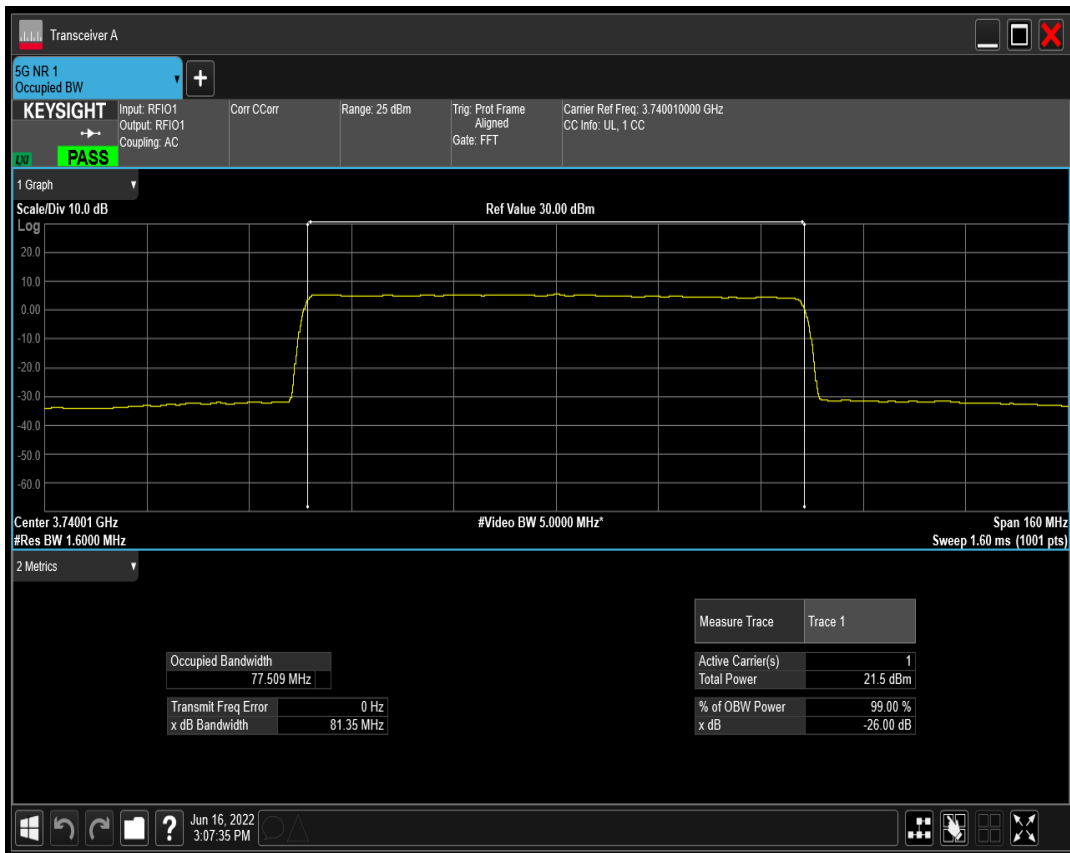 Transceiver A
5G NR 1
Occupied BW
+
KEYSIGHT
LXI
PASS
Input: RFIO1
Output: RFIO1
Coupling: AC
Corr CCorr
Range: 25 dBm
Trig: Prot Frame
Aligned
Gate: FFT
Carrier Ref Freq: 3.740010000 GHz
CC Info: UL, 1 CC
1 Graph
Scale/Div 10.0 dB
Ref Value 30.00 dBm
Log
20.0
10.0
0.00
-10.0
-20.0
-30.0
-40.0
-50.0
-60.0
Center 3.74001 GHz
#Video BW 5.0000 MHz*
Span 160 MHz
#Res BW 1.6000 MHz
Sweep 1.60 ms (1001 pts)
2 Metrics
Measure Trace Trace 1
Occupied Bandwidth
77.509 MHz
Active Carrier(s) 1
Total Power 21.5 dBm
Transmit Freq Error 0 Hz
x dB Bandwidth 81.35 MHz
% of OBW Power 99.00 %
x dB -26.00 dB
?
Jun 16, 2022
3:07:35 PM